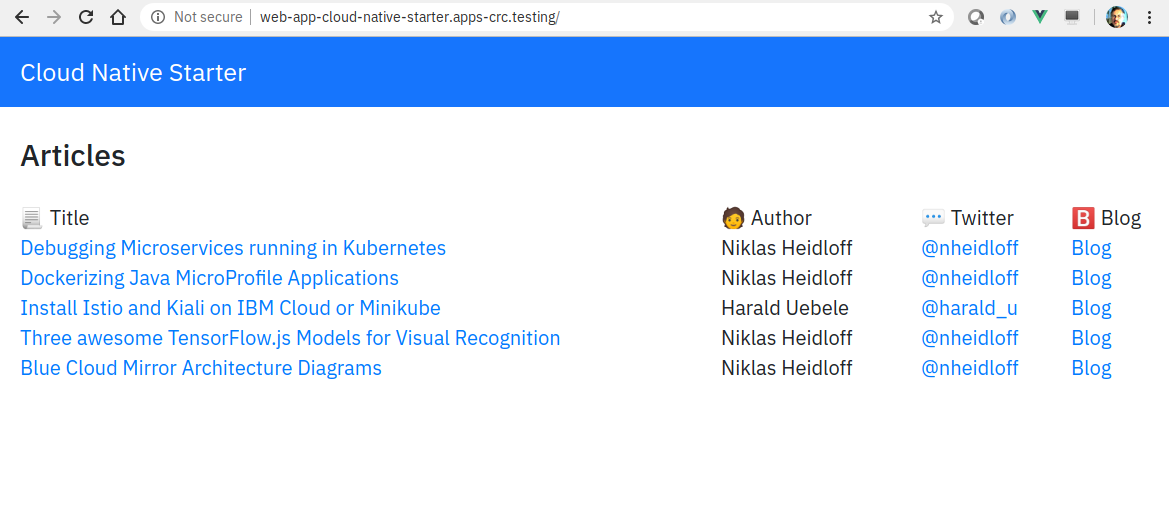 Not secure web-app-cloud-native-starter.apps-crc.testing/
Cloud Native Starter
Articles
Title Author Twitter B Blog
Debugging Microservices running in Kubernetes Niklas Heidloff @nheidloff Blog
Dockerizing Java MicroProfile Applications Niklas Heidloff @nheidloff Blog
Install Istio and Kiali on IBM Cloud or Minikube Harald Uebele @harald_u Blog
Three awesome TensorFlow.js Models for Visual Recognition Niklas Heidloff @nheidloff Blog
Blue Cloud Mirror Architecture Diagrams Niklas Heidloff @nheidloff Blog